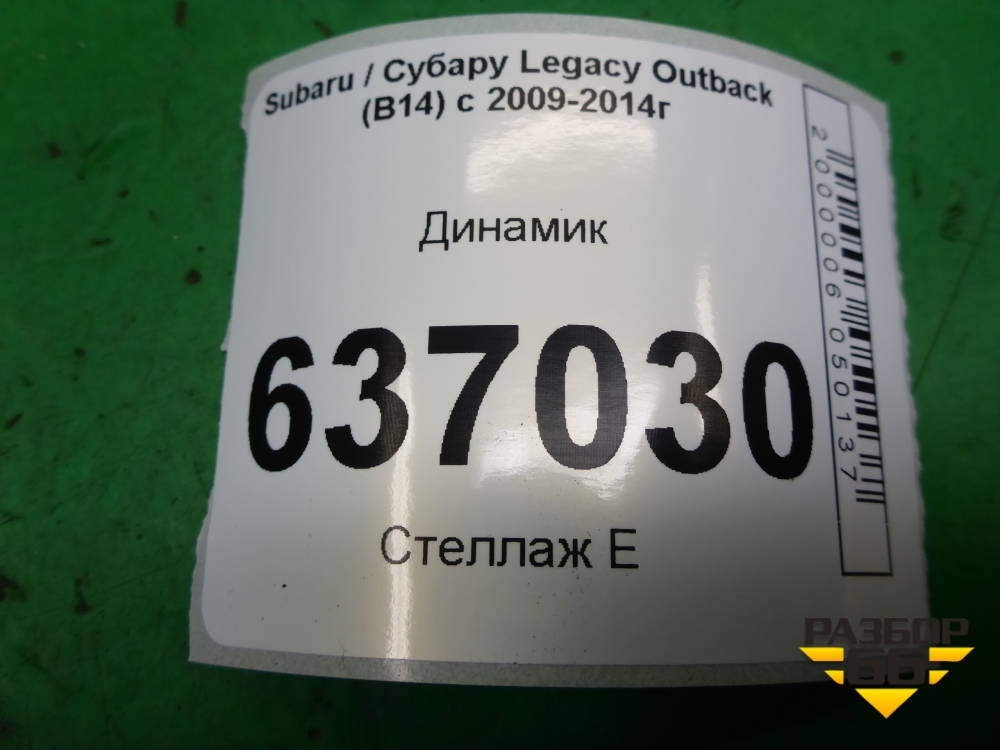 Subaru / Субару Legacy Outback
(B14) с 2009-2014г
Динамик
637030
Стеллаж Е
2000006050137
РАЗБОР
66